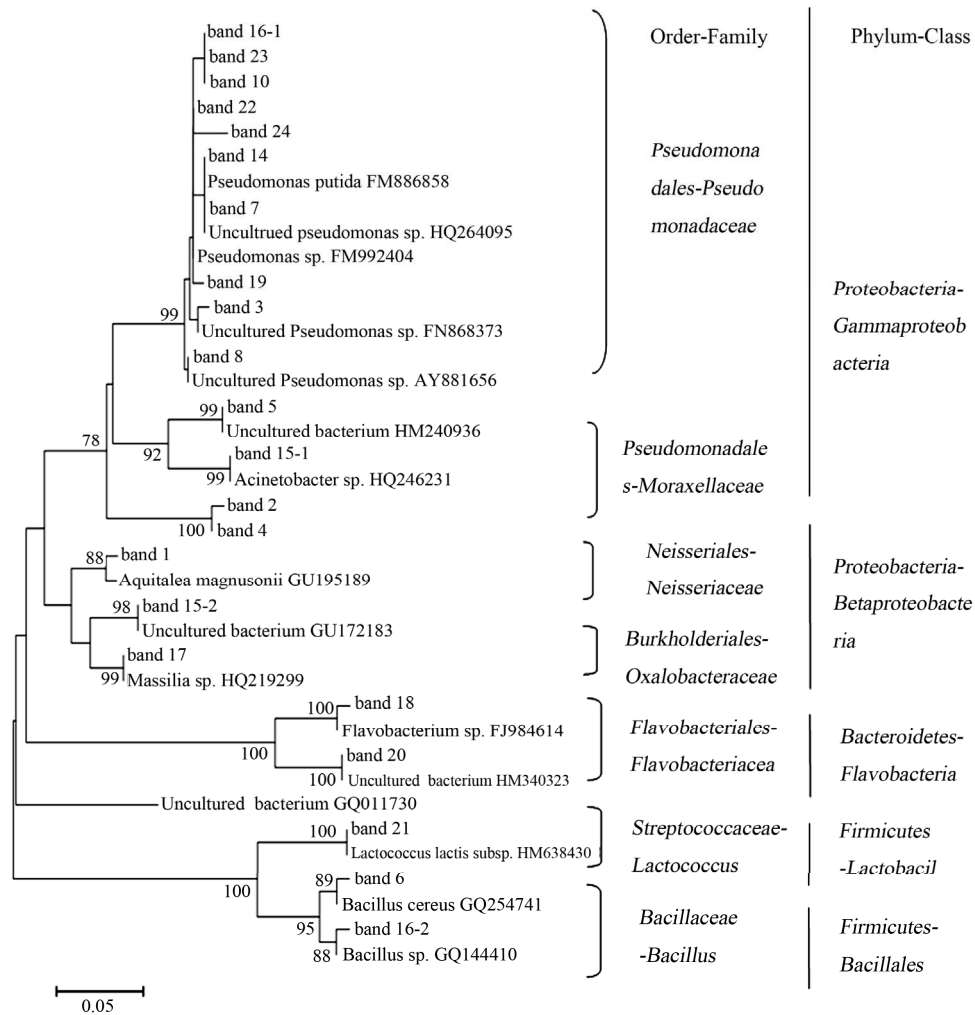 Order-Family
Phylum-Class
band 16-1
band 23
band 10
band 22
band 24
band 14
Pseudomonas putida FM886858
band 7
Uncultrued pseudomonas sp. HQ264095
Pseudomonas sp. FM992404
band 19
band 3
Uncultured Pseudomonas sp. FN868373
band 8
Uncultured Pseudomonas sp. AY881656
band 5
Uncultured bacterium HM240936
band 15-1
Acinetobacter sp. HQ246231
band 2
band 4
band 1
Aquitalea magnusonii GU195189
band 15-2
Uncultured bacterium GU172183
band 17
Massilia sp. HQ219299
band 18
Flavobacterium sp. FJ984614
band 20
Uncultured bacterium HM340323
Uncultured bacterium GQ011730
band 21
Lactococcus lactis subsp. HM638430
band 6
Bacillus cereus GQ254741
band 16-2
Bacillus sp. GQ144410
99
99
78
92
99
100
88
98
99
100
100
100
100
100
89
95
88
0.05
Pseudomona
dales-Pseudo
monadaceae
Pseudomonadale
s-Moraxellaceae
Neisseriales-
Neisseriaceae
Burkholderiales-
Oxalobacteraceae
Flavobacteriales-
Flavobacteriacea
Streptococcaceae-
Lactococcus
Bacillaceae
-Bacillus
Proteobacteria-
Gammaproteob
acteria
Proteobacteria-
Betaproteobacte
ria
Bacteroidetes-
Flavobacteria
Firmicutes
-Lactobacil
Firmicutes-
Bacillales